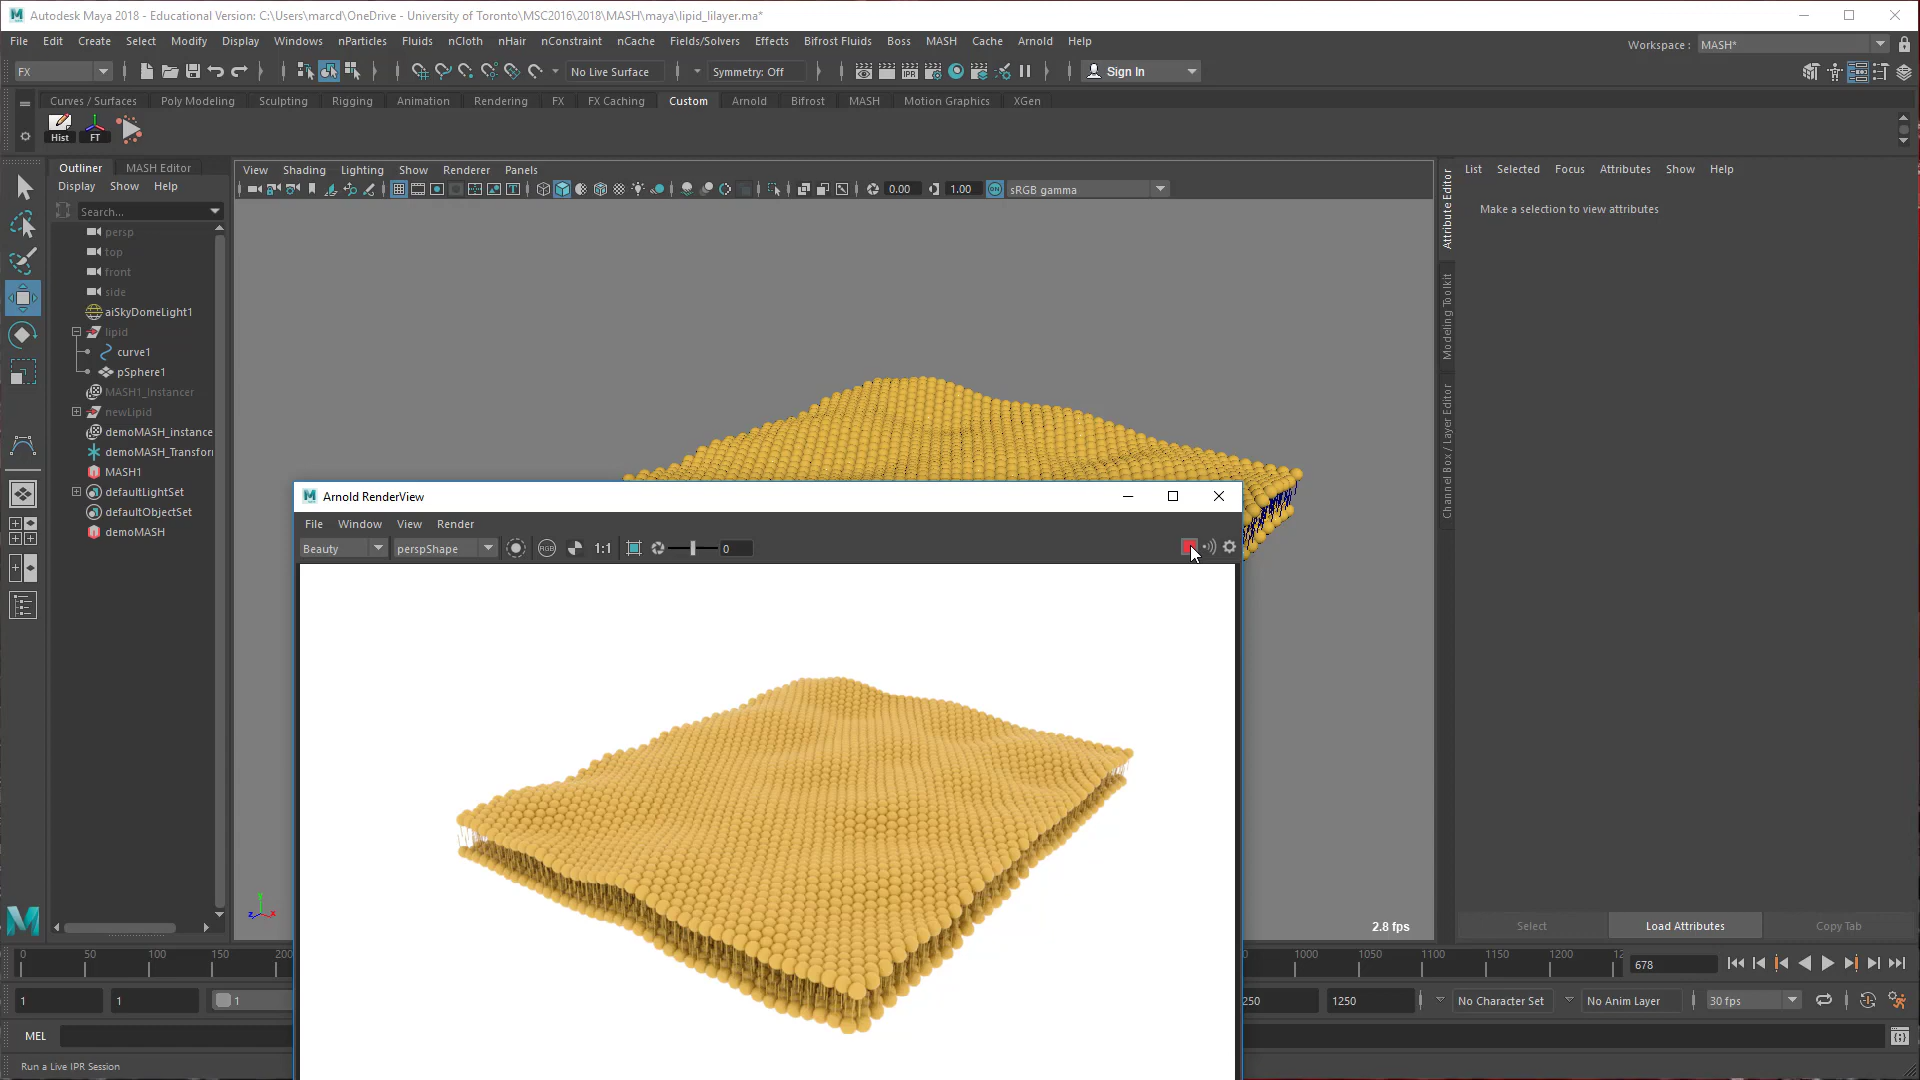 Autodesk Maya 2018 - Educational Version: C:\Users\marcd\OneDrive - University of Toronto\MSC2016\2018\MASH\maya\lipid_lilayer.ma*
File Edit Create Select Modify Display Windows nParticles Fluids nCloth nHair nConstraint nCache Fields/Solvers Effects Bifrost Fluids Boss MASH Cache Arnold Help
Workspace : MASH*
FX No Live Surface Symmetry: Off IPR Sign In
Curves / Surfaces Poly Modeling Sculpting Rigging Animation Rendering FX FX Caching Custom Arnold Bifrost MASH Motion Graphics XGen
Hist FT
Outliner MASH Editor
Display Show Help
Search...
persp
top
front
side
aiSkyDomeLight1
lipid
curve1
pSphere1
MASH1_Instancer
newLipid
demoMASH_instance
demoMASH_Transfor
MASH1
defaultLightSet
defaultObjectSet
demoMASH
View Shading Lighting Show Renderer Panels
0.00 1.00 ON sRGB gamma
2.8 fps
Arnold RenderView
File Window View Render
Beauty perspShape RGB 1:1 0
List Selected Focus Attributes Show Help
Make a selection to view attributes
Attribute Editor
Modeling Toolkit
Channel Box / Layer Editor
Select Load Attributes Copy Tab
0 50 100 150 200 0 1000 1050 1100 1150 1200 12 678
1 1 1 250 1250 No Character Set No Anim Layer 30 fps
MEL
Run a Live IPR Session